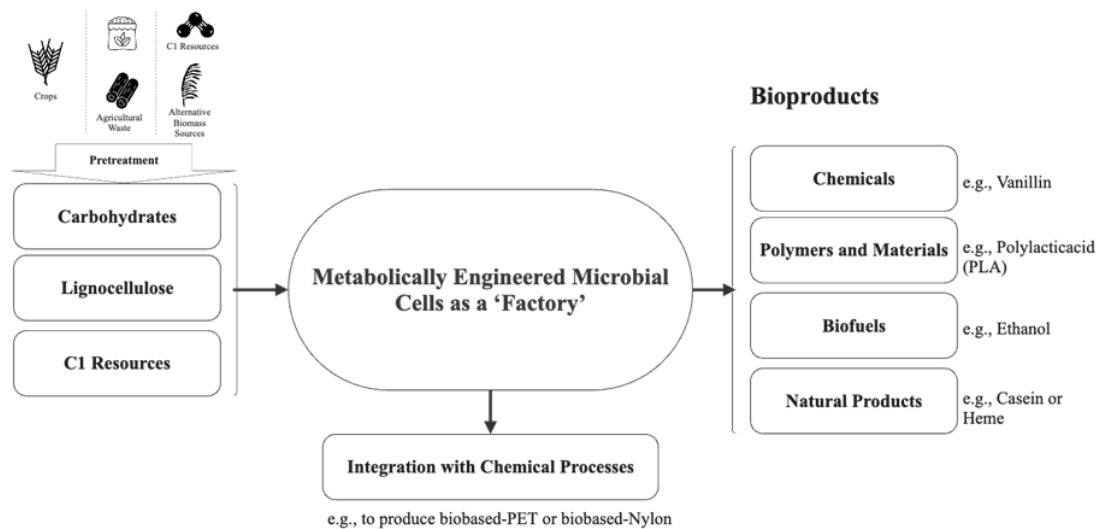 Crops
Agricultural
Waste
C1 Resources
Alternative
Biomass
Sources
Pretreatment
Carbohydrates
Lignocellulose
C1 Resources
Metabolically Engineered Microbial
Cells as a ‘Factory’
Integration with Chemical Processes
e.g., to produce biobased-PET or biobased-Nylon
Bioproducts
Chemicals
e.g., Vanillin
Polymers and Materials
e.g., Polylacticacid
(PLA)
Biofuels
e.g., Ethanol
Natural Products
e.g., Casein or
Heme